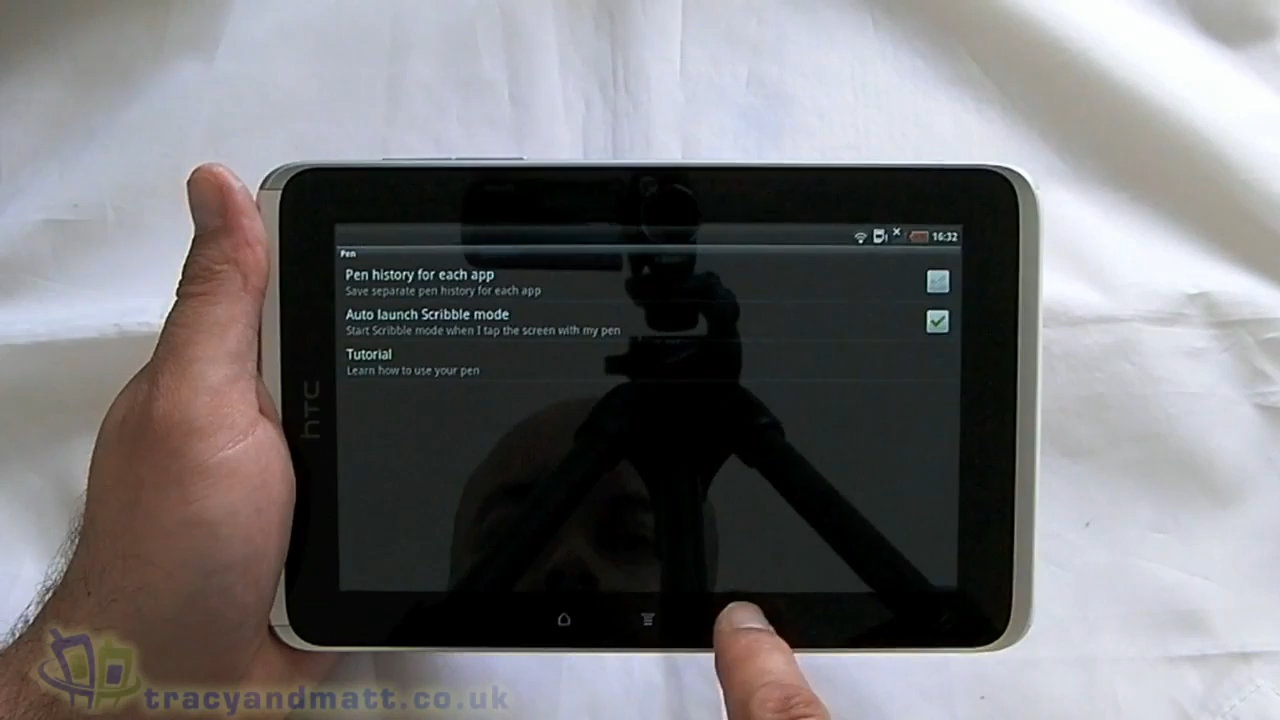 16:32
Pen
Pen history for each app
Save separate pen history for each app
Auto launch Scribble mode
Start Scribble mode when I tap the screen with my pen
Tutorial
Learn how to use your pen
hTC
tracyandmatt.co.uk